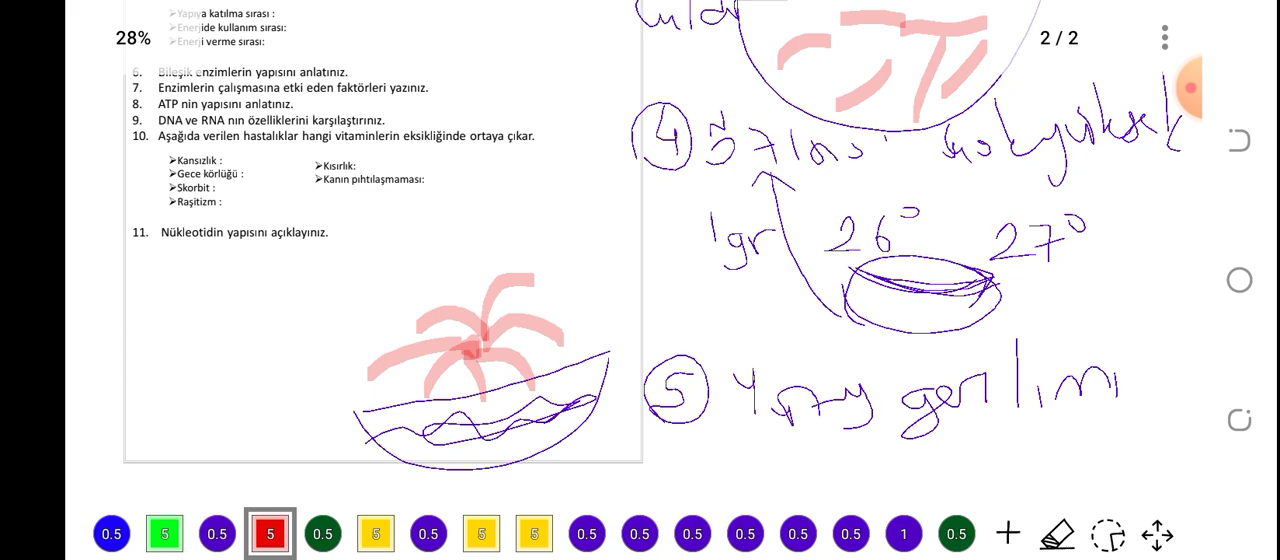 Yapıya katılma sırası :
28%
Enerjide kullanım sırası:
Enerji verme sırası:
2 / 2
6. Bileşik enzimlerin yapısını anlatınız.
7. Enzimlerin çalışmasına etki eden faktörleri yazınız.
8. ATP nin yapısını anlatınız.
9. DNA ve RNA nın özelliklerini karşılaştırınız.
10. Aşağıda verilen hastalıklar hangi vitaminlerin eksikliğinde ortaya çıkar.
Kansızlık :
Gece körlüğü :
Skorbit :
Raşitizm :
Kısırlık:
Kanın pıhtılaşmaması:
11. Nükleotidin yapısını açıklayınız.
4 yüksek
1gr 26° 27°
5 gerilimi
0.5 5 0.5 5 0.5 5 0.5 5 5 0.5 0.5 0.5 0.5 0.5 0.5 1 0.5